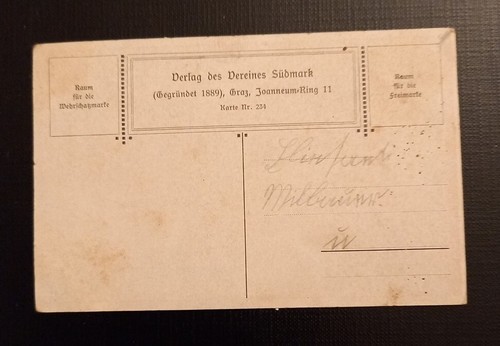 Raum
für die
Wehrschatzmarke
Verlag des Vereines Südmark
(Gegründet 1889), Graz, Joanneum-Ring 11
Karte Nr. 234
Raum
für die
Freimarke
u